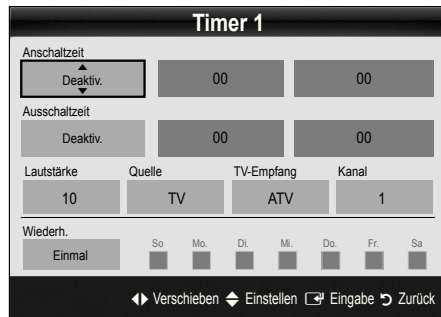 Timer 1
Anschaltzeit
Deaktiv. 00 00
Ausschaltzeit
Deaktiv. 00 00
Lautstärke Quelle TV-Empfang Kanal
10 TV ATV 1
Wiederh.
So Mo. Di. Mi. Do. Fr. Sa
Einmal
Verschieben Einstellen Eingabe Zurück